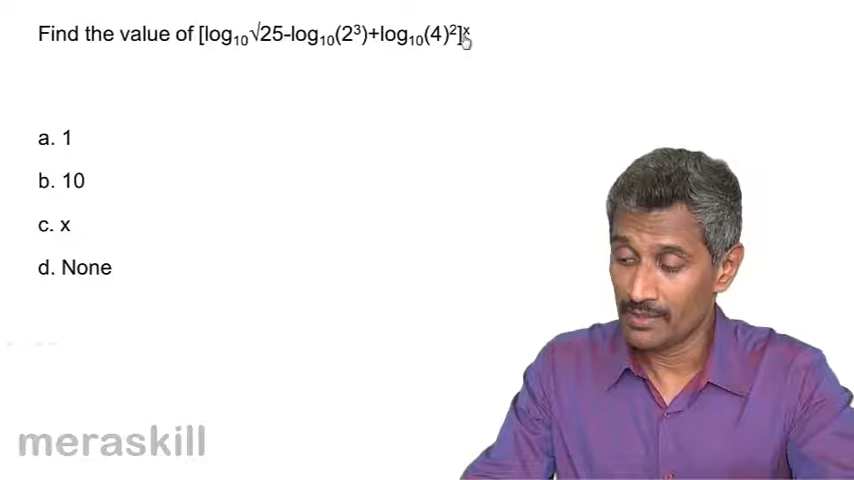 Find the value of [log₁₀√25-log₁₀(2³)+log₁₀(4)²]ˣ
a. 1
b. 10
c. x
d. None
meraskill